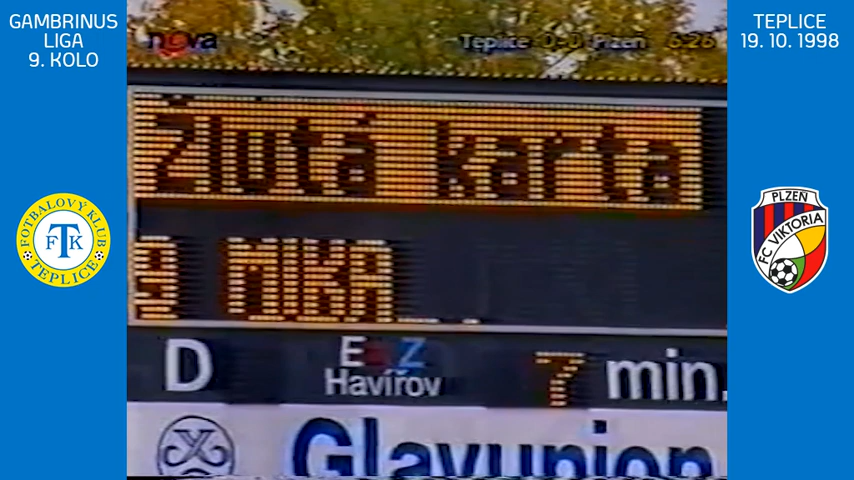 GAMBRINUS
LIGA
9. KOLO
TEPLICE
19. 10. 1998
nova
Teplice 0-0 Plzeň 6:26
Žlutá karta
9 MIKA
D
E Z
Havířov
7 min.
Glavunion
FOTBALOVÝ KLUB
FTK
TEPLICE
PLZEŇ
FC VIKTORIA